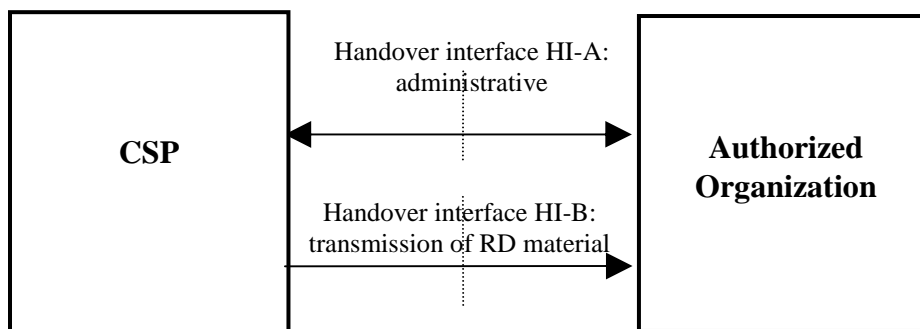 CSP
Handover interface HI-A:
administrative
Handover interface HI-B:
transmission of RD material
Authorized
Organization